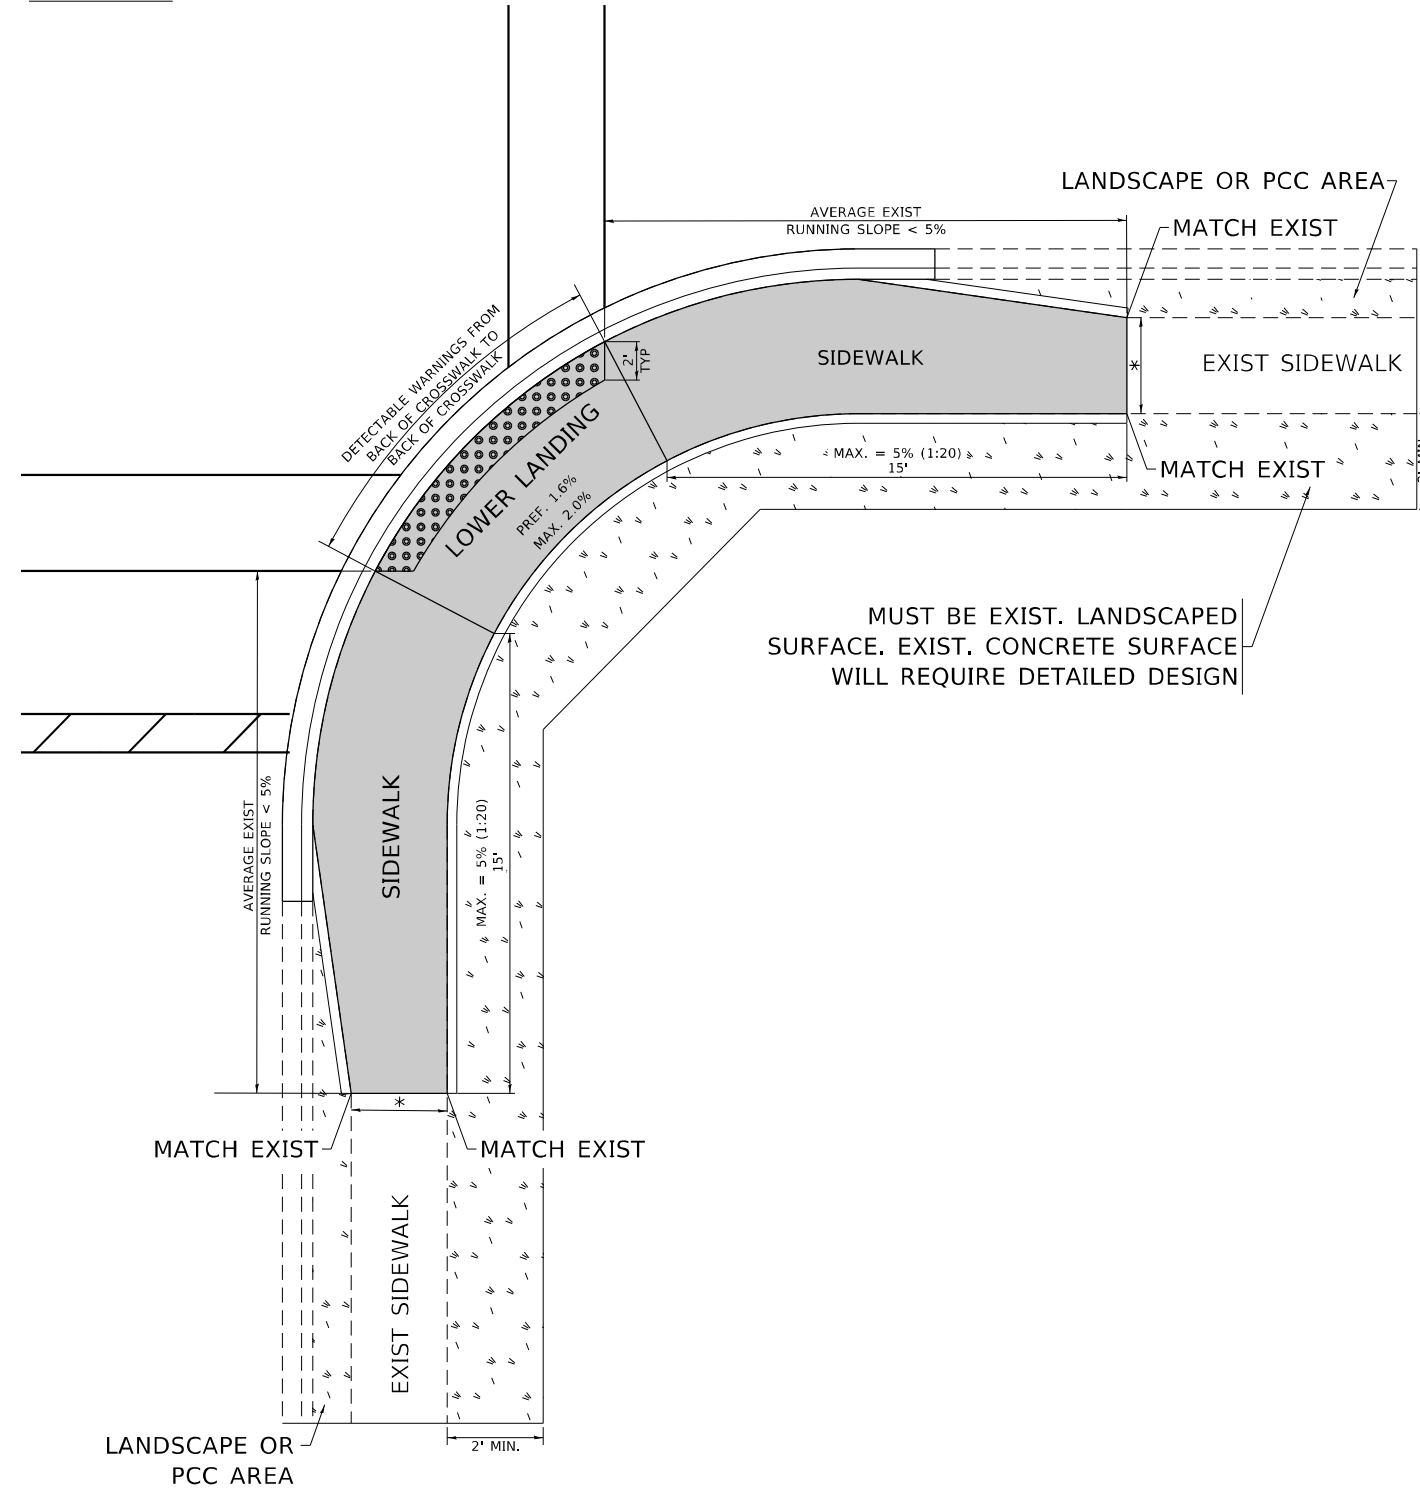 LANDSCAPE OR PCC AREA
AVERAGE EXIST
RUNNING SLOPE < 5%
MATCH EXIST
DETECTABLE WARNINGS FROM
BACK OF CROSSWALK TO
BACK OF CROSSWALK
2'
TYP
SIDEWALK
*
EXIST SIDEWALK
LOWER LANDING
PREF. 1.6%
MAX. 2.0%
MAX. = 5% (1:20)
15'
MATCH EXIST
MUST BE EXIST. LANDSCAPED
SURFACE. EXIST. CONCRETE SURFACE
WILL REQUIRE DETAILED DESIGN
AVERAGE EXIST
RUNNING SLOPE < 5%
SIDEWALK
MAX. = 5% (1:20)
15'
*
MATCH EXIST
MATCH EXIST
EXIST SIDEWALK
LANDSCAPE OR
PCC AREA
2' MIN.